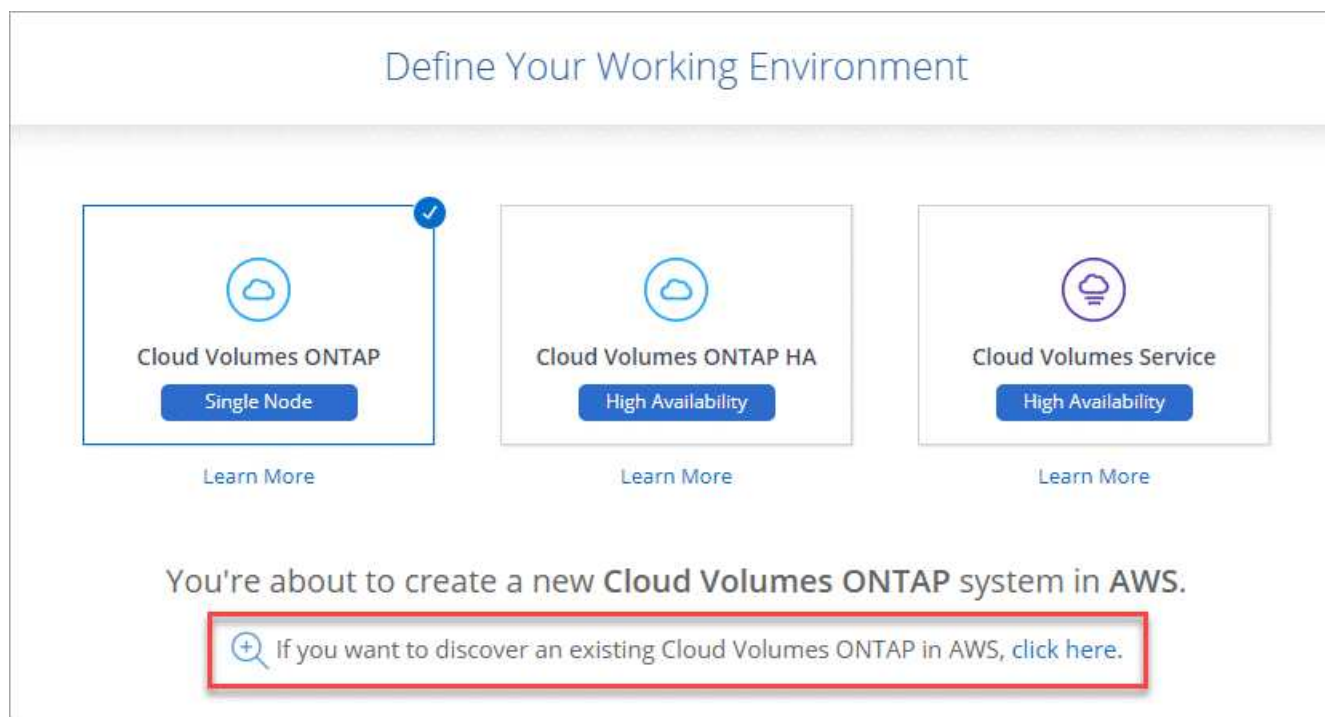 Define Your Working Environment
Cloud Volumes ONTAP
Single Node
Learn More
Cloud Volumes ONTAP HA
High Availability
Learn More
Cloud Volumes Service
High Availability
Learn More
You're about to create a new Cloud Volumes ONTAP system in AWS.
If you want to discover an existing Cloud Volumes ONTAP in AWS, click here.